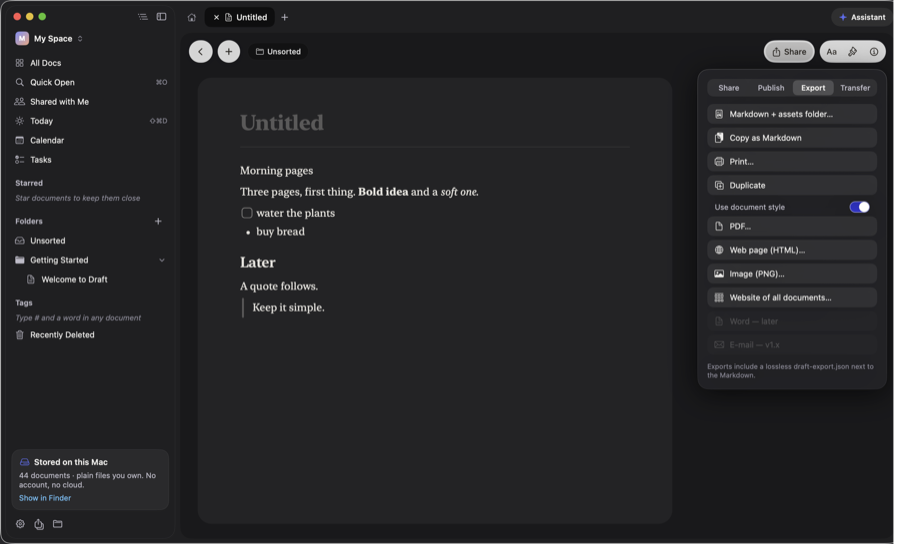 Untitled
Assistant
M My Space
All Docs
Quick Open ⌘O
Shared with Me
Today ⇧⌘D
Calendar
Tasks
Starred
Star documents to keep them close
Folders
Unsorted
Getting Started
Welcome to Draft
Tags
Type # and a word in any document
Recently Deleted
Stored on this Mac
44 documents · plain files you own. No
account, no cloud.
Show in Finder
Unsorted
Share
Aa
Untitled
Morning pages
Three pages, first thing. Bold idea and a soft one.
water the plants
buy bread
Later
A quote follows.
Keep it simple.
Share Publish Export Transfer
Markdown + assets folder...
Copy as Markdown
Print...
Duplicate
Use document style
PDF...
Web page (HTML)...
Image (PNG)...
Website of all documents...
Word — later
E-mail — v1.x
Exports include a lossless draft-export.json next to
the Markdown.